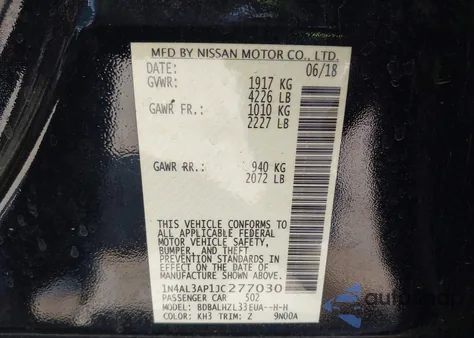 MFD BY NISSAN MOTOR CO., LTD.
DATE: 06/18
GVWR: 1917 KG
4226 LB
GAWR FR.: 1010 KG
2227 LB
GAWR RR.: 940 KG
2072 LB
THIS VEHICLE CONFORMS TO
ALL APPLICABLE FEDERAL
MOTOR VEHICLE SAFETY,
BUMPER, AND THEFT
PREVENTION STANDARDS IN
EFFECT ON THE DATE OF
MANUFACTURE SHOWN ABOVE.
1N4AL3AP1JC277030
PASSENGER CAR 502
MODEL: BDBALHZL33EUA--H-H
COLOR: KH3 TRIM: Z 9N00A